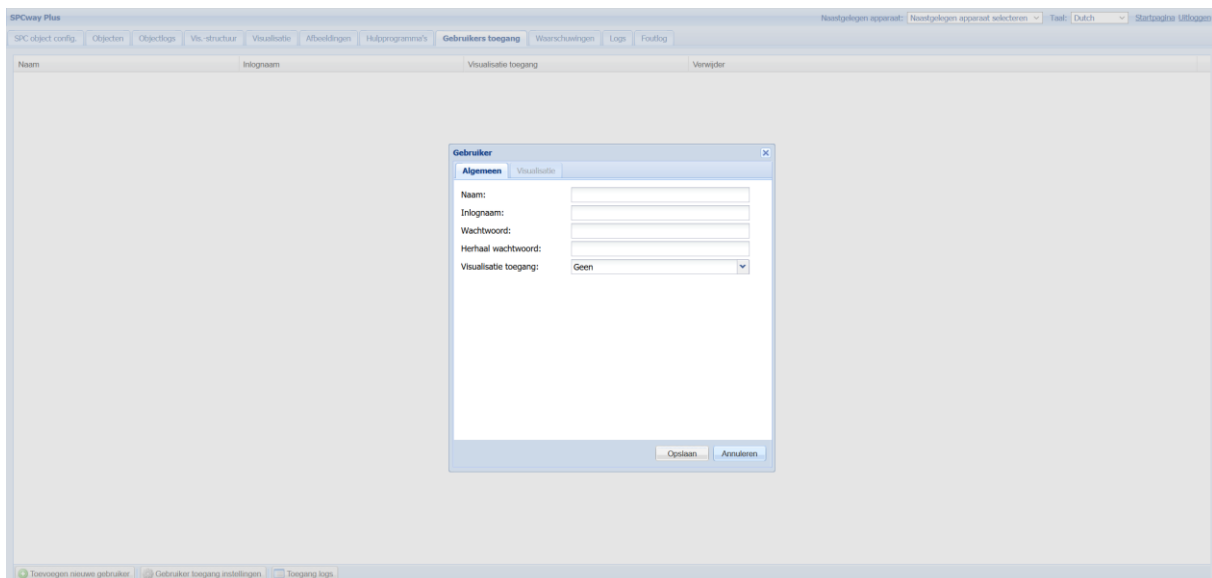 SPCway Plus Naastgelegen apparaat: Naastgelegen apparaat selecteren Taal: Dutch Startpagina Uitloggen
SPC object config. Objecten Objectlogs Vis.-structuur Visualisatie Afbeeldingen Hulpprogramma's Gebruikers toegang Waarschuwingen Logs Foutlog
Naam Inlognaam Visualisatie toegang Verwijder
Gebruiker
Algemeen Visualisatie
Naam:
Inlognaam:
Wachtwoord:
Herhaal wachtwoord:
Visualisatie toegang: Geen
Opslaan Annuleren
Toevoegen nieuwe gebruiker Gebruiker toegang instellingen Toegang logs